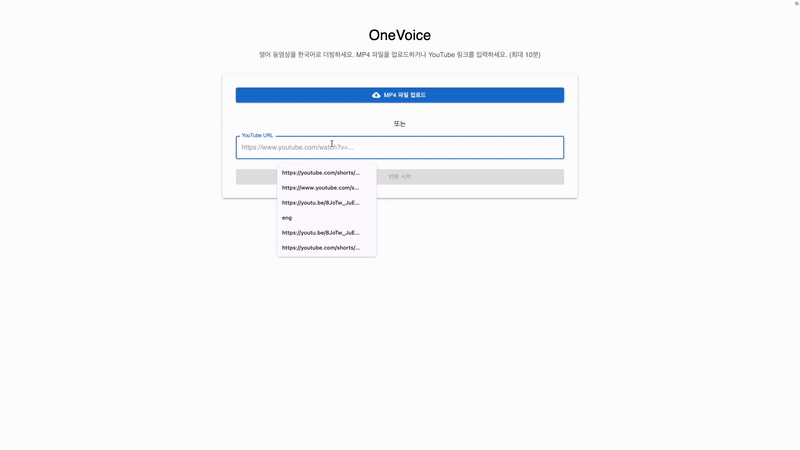 OneVoice
영어 동영상을 한국어로 더빙하세요. MP4 파일을 업로드하거나 YouTube 링크를 입력하세요. (최대 10분)
MP4 파일 업로드
또는
YouTube URL
https://www.youtube.com/watch?v=...
https://youtube.com/shorts/...
https://www.youtube.com/s...
https://youtu.be/8JoTw_JuE...
eng
https://youtu.be/8JoTw_JuE...
https://youtube.com/shorts/...
변환 시작